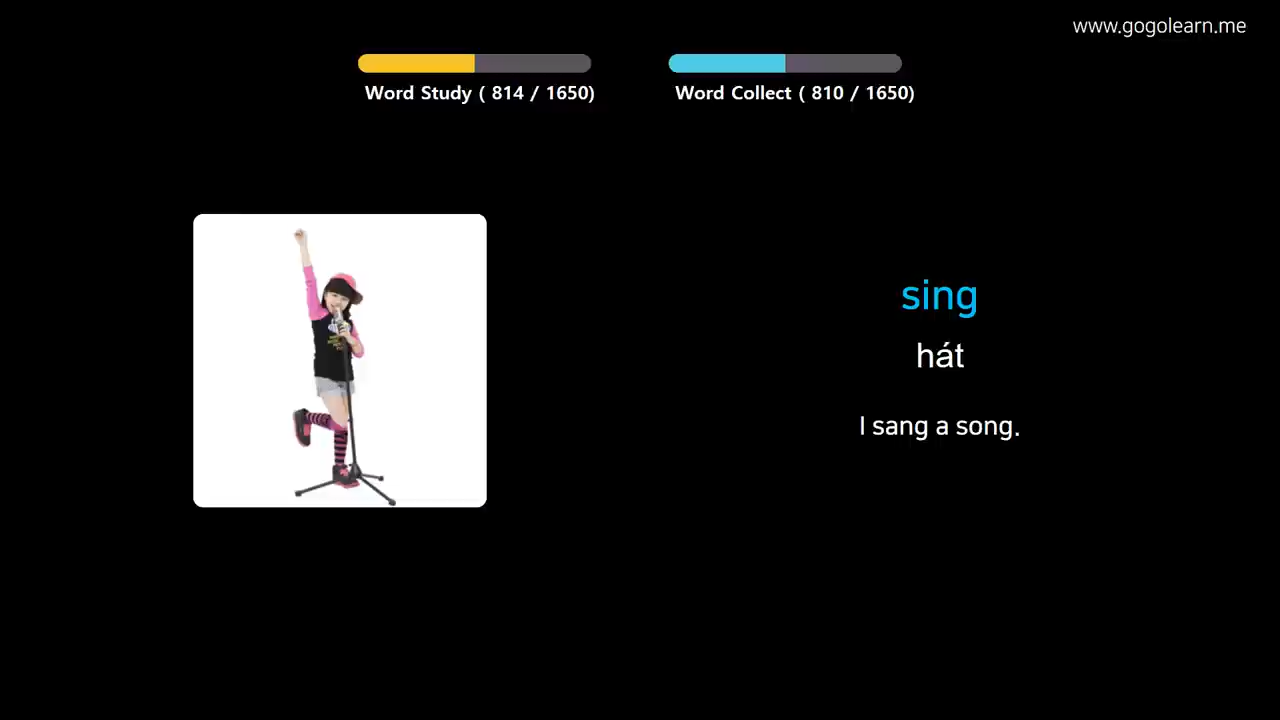 www.gogolearn.me
Word Study ( 814 / 1650)
Word Collect ( 810 / 1650)
sing
hát
I sang a song.